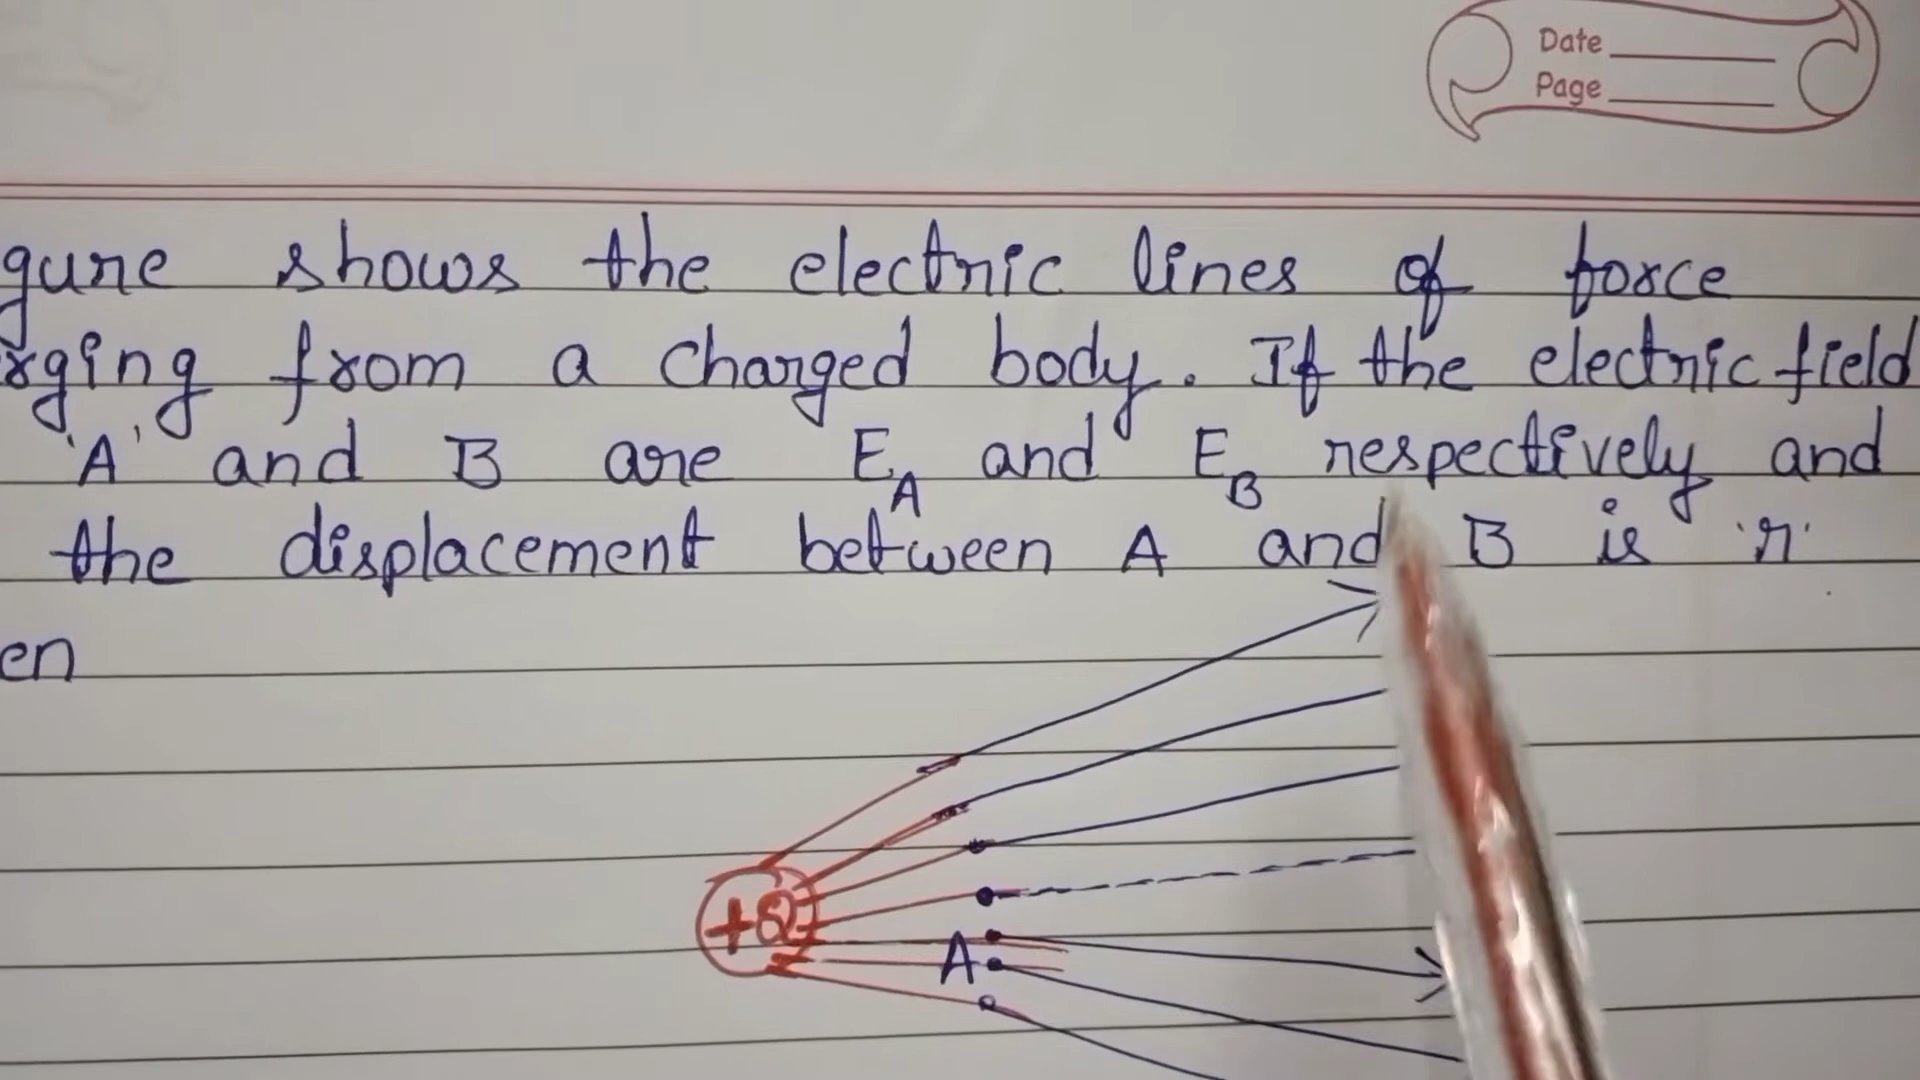 Date
Page
gure shows the electric lines of force
rging from a charged body. If the electric field
'A' and B are E_A and E_B respectively and
the displacement between A and B is 'r'
en
+Q
A